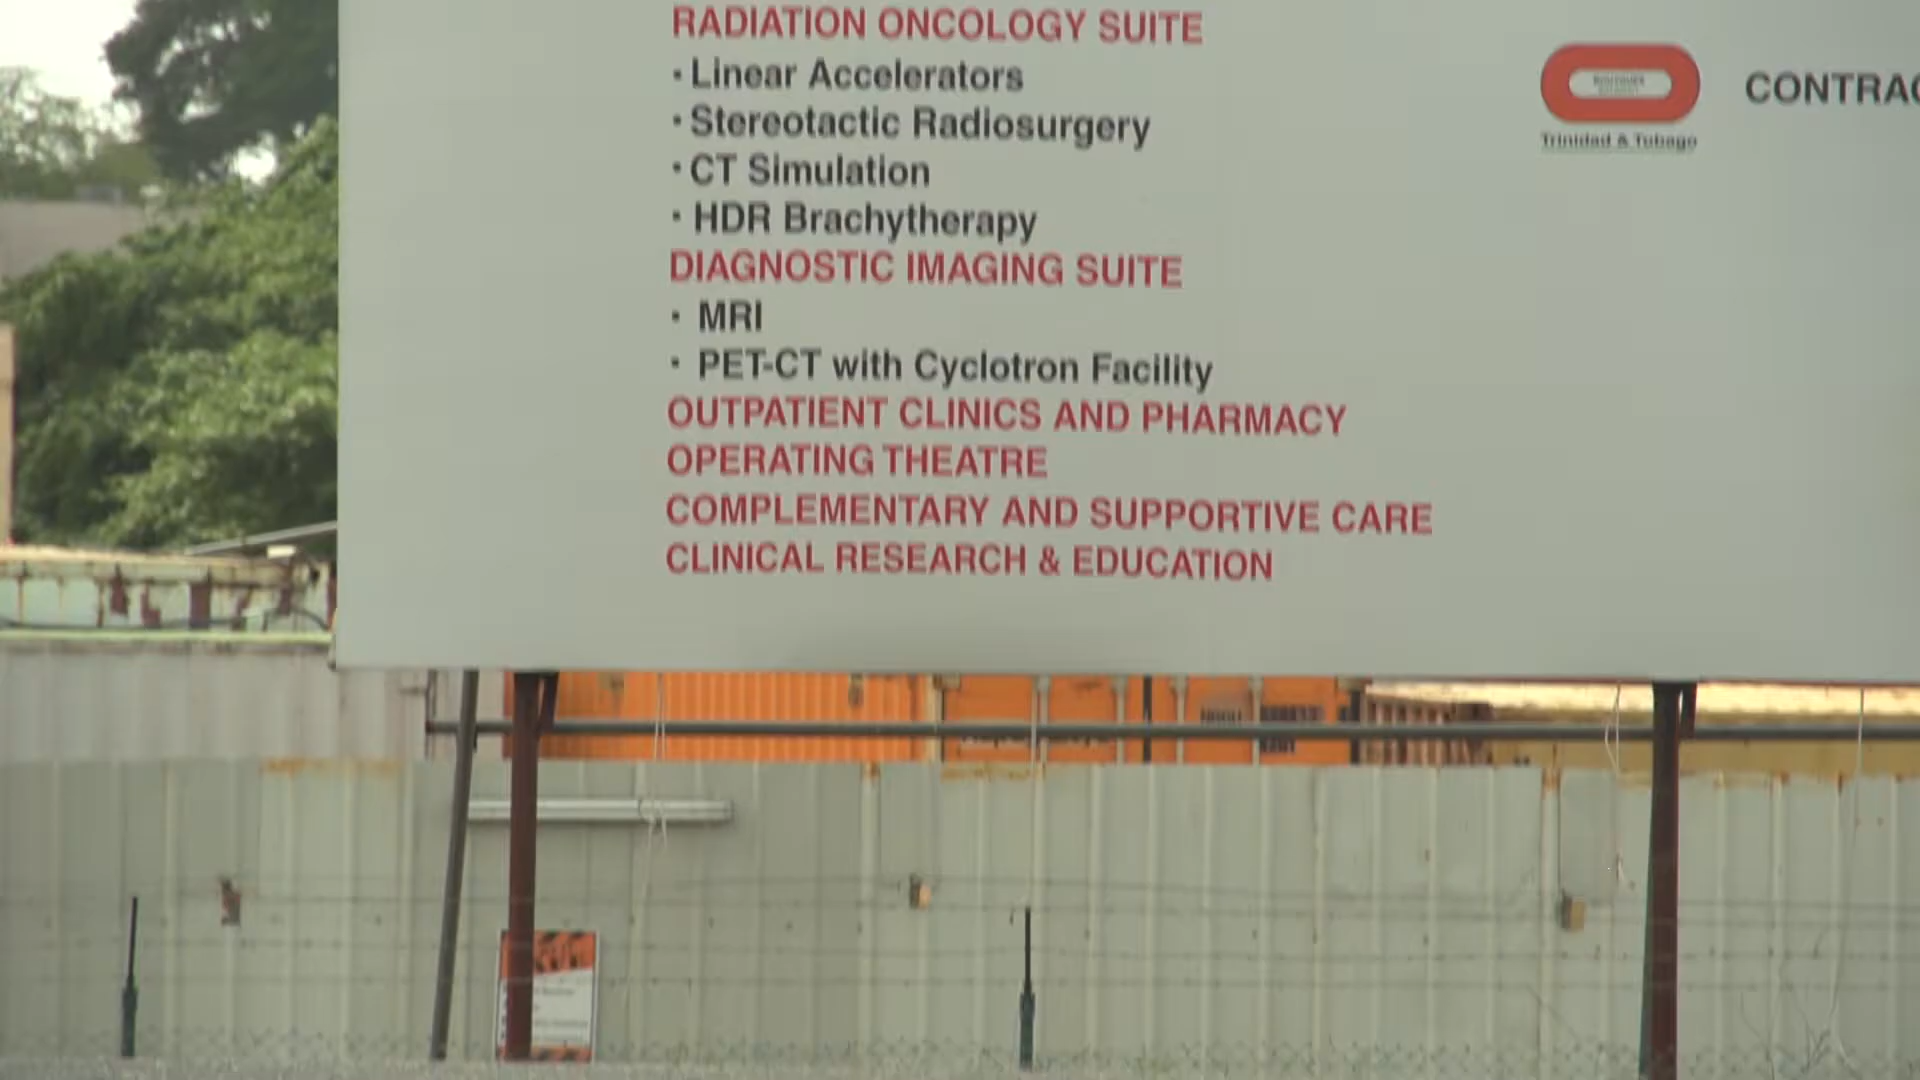 RADIATION ONCOLOGY SUITE
· Linear Accelerators
· Stereotactic Radiosurgery
· CT Simulation
· HDR Brachytherapy
DIAGNOSTIC IMAGING SUITE
· MRI
· PET-CT with Cyclotron Facility
OUTPATIENT CLINICS AND PHARMACY
OPERATING THEATRE
COMPLEMENTARY AND SUPPORTIVE CARE
CLINICAL RESEARCH & EDUCATION
Trinidad & Tobago
CONTRAC